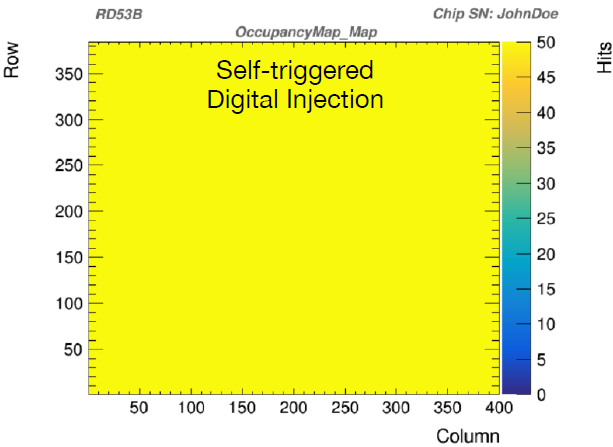 RD53B
Chip SN: JohnDoe
OccupancyMap_Map
Row
Hits
Self-triggered
Digital Injection
350
300
250
200
150
100
50
50
45
40
35
30
25
20
15
10
5
0
50 100 150 200 250 300 350 400
Column